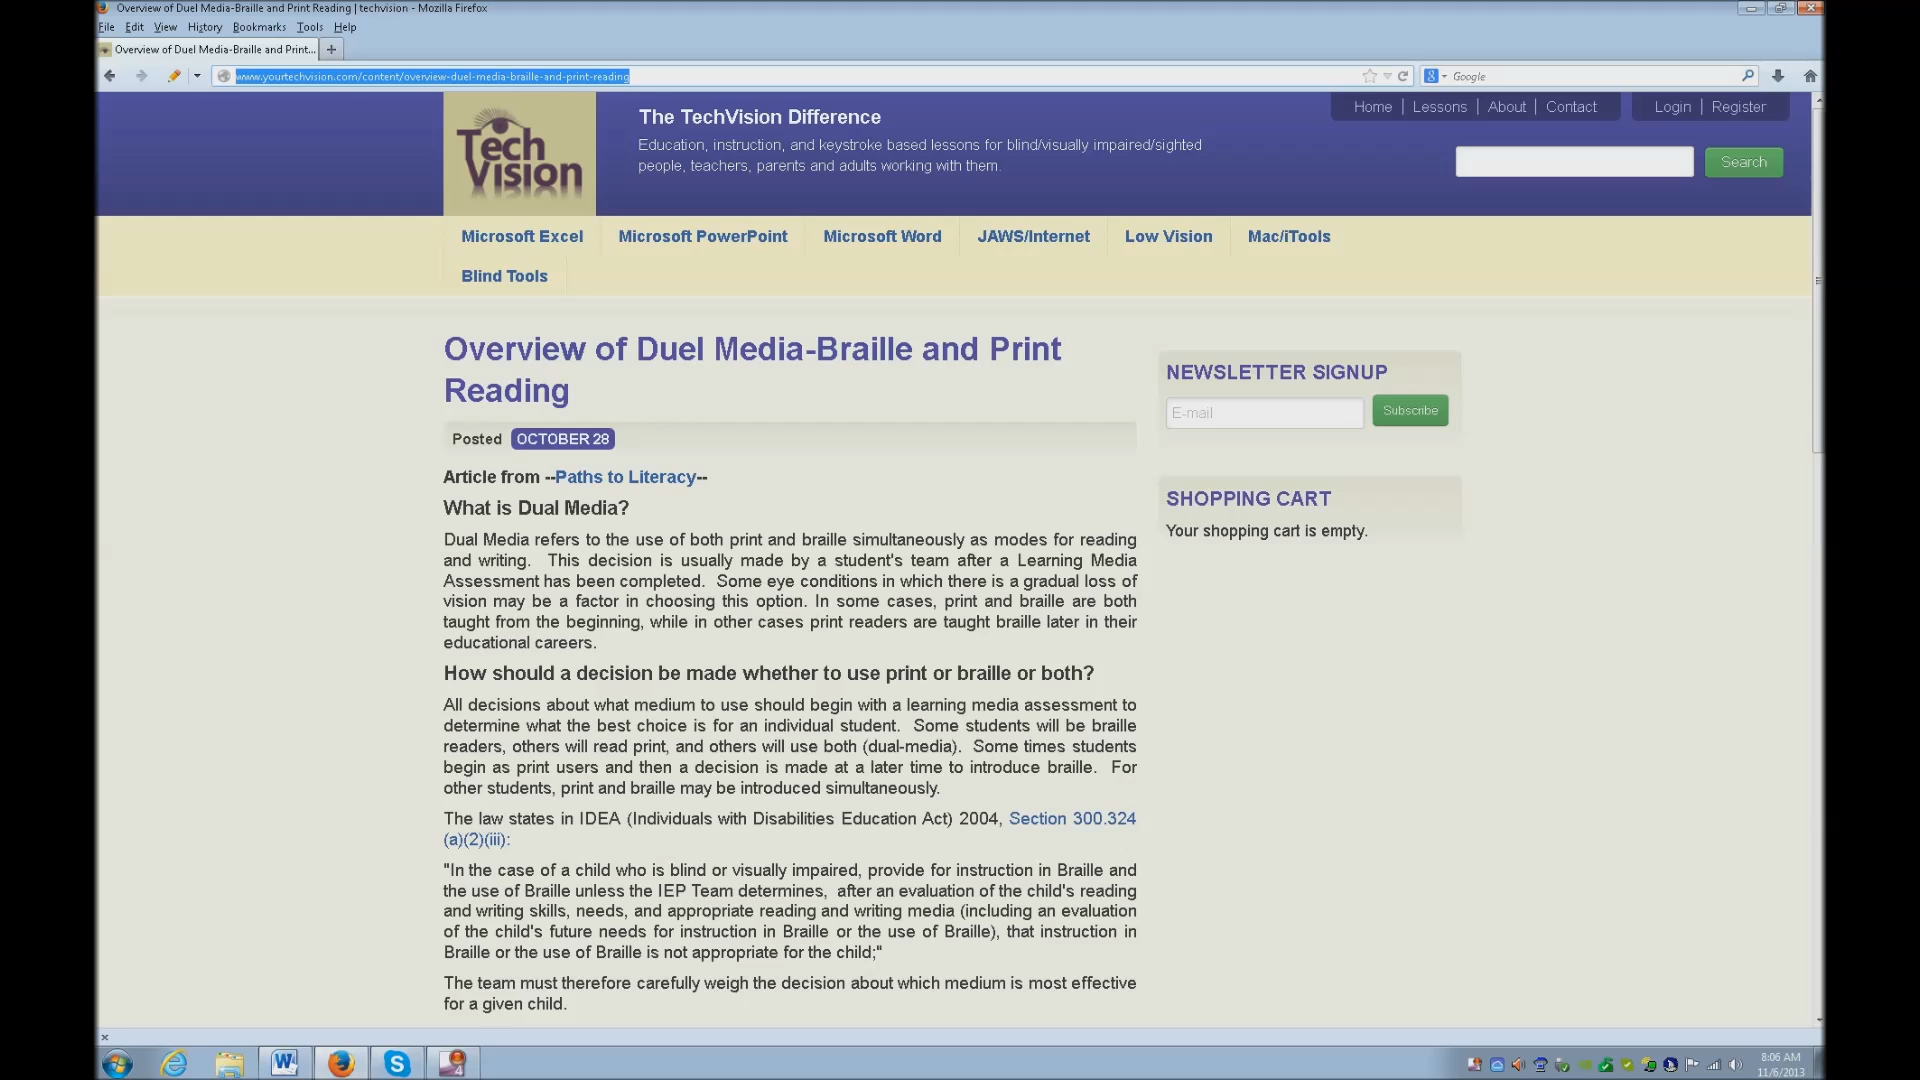 Overview of Duel Media-Braille and Print Reading | techvision - Mozilla Firefox
File Edit View History Bookmarks Tools Help
Overview of Duel Media-Braille and Print... +
www.yourtechvision.com/content/overview-duel-media-braille-and-print-reading
Google
Tech Vision
The TechVision Difference
Education, instruction, and keystroke based lessons for blind/visually impaired/sighted
people, teachers, parents and adults working with them.
Home | Lessons | About | Contact
Login | Register
Search
Microsoft Excel Microsoft PowerPoint Microsoft Word JAWS/Internet Low Vision Mac/iTools
Blind Tools
Overview of Duel Media-Braille and Print
Reading
Posted OCTOBER 28
Article from --Paths to Literacy--
What is Dual Media?
Dual Media refers to the use of both print and braille simultaneously as modes for reading
and writing. This decision is usually made by a student's team after a Learning Media
Assessment has been completed. Some eye conditions in which there is a gradual loss of
vision may be a factor in choosing this option. In some cases, print and braille are both
taught from the beginning, while in other cases print readers are taught braille later in their
educational careers.
How should a decision be made whether to use print or braille or both?
All decisions about what medium to use should begin with a learning media assessment to
determine what the best choice is for an individual student. Some students will be braille
readers, others will read print, and others will use both (dual-media). Some times students
begin as print users and then a decision is made at a later time to introduce braille. For
other students, print and braille may be introduced simultaneously.
The law states in IDEA (Individuals with Disabilities Education Act) 2004, Section 300.324
(a)(2)(iii):
"In the case of a child who is blind or visually impaired, provide for instruction in Braille and
the use of Braille unless the IEP Team determines, after an evaluation of the child's reading
and writing skills, needs, and appropriate reading and writing media (including an evaluation
of the child's future needs for instruction in Braille or the use of Braille), that instruction in
Braille or the use of Braille is not appropriate for the child;"
The team must therefore carefully weigh the decision about which medium is most effective
for a given child.
NEWSLETTER SIGNUP
E-mail
Subscribe
SHOPPING CART
Your shopping cart is empty.
8:06 AM
11/6/2013